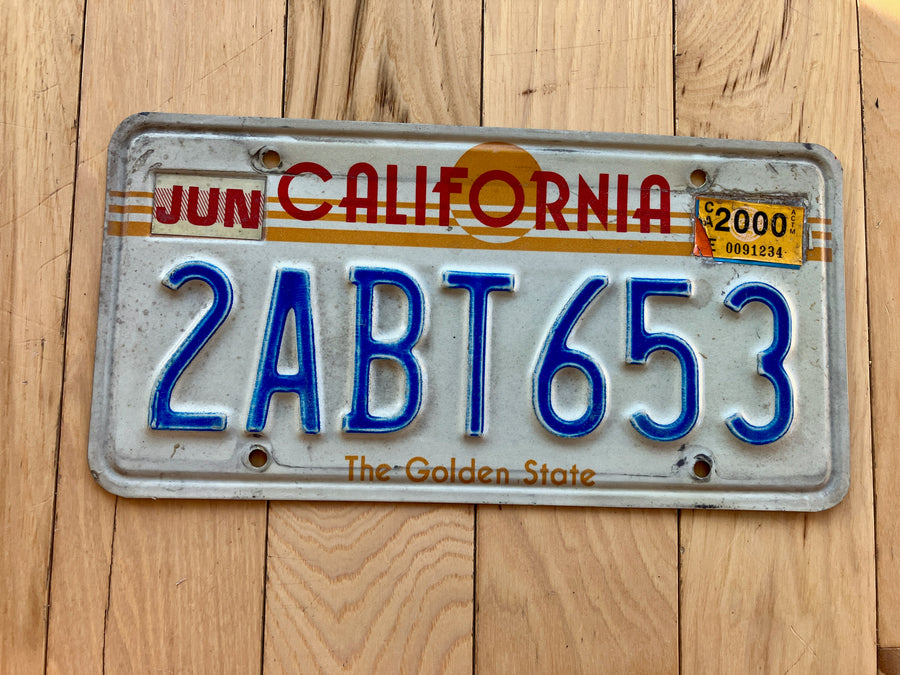 JUN CALIFORNIA CA E 2000 ACTM
0091234
2ABT653
The Golden State